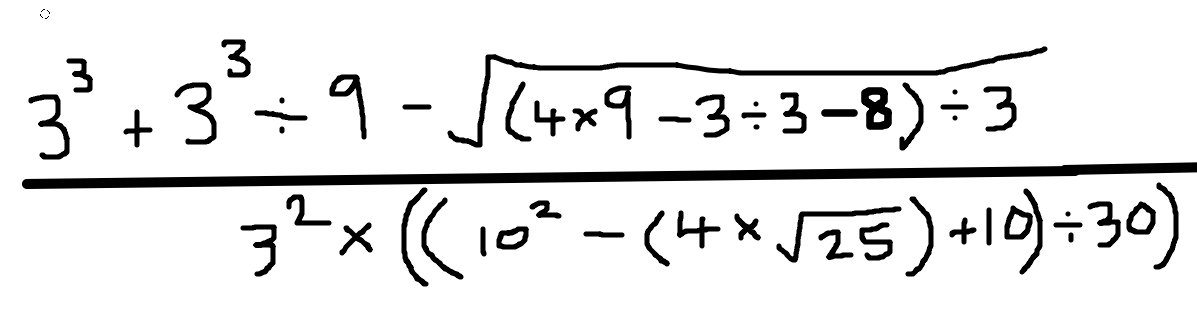 3³ + 3³ ÷ 9 - √((4×9 - 3÷3 - 8) ÷ 3)
3² × ((10² - (4 × √25) + 10) ÷ 30)